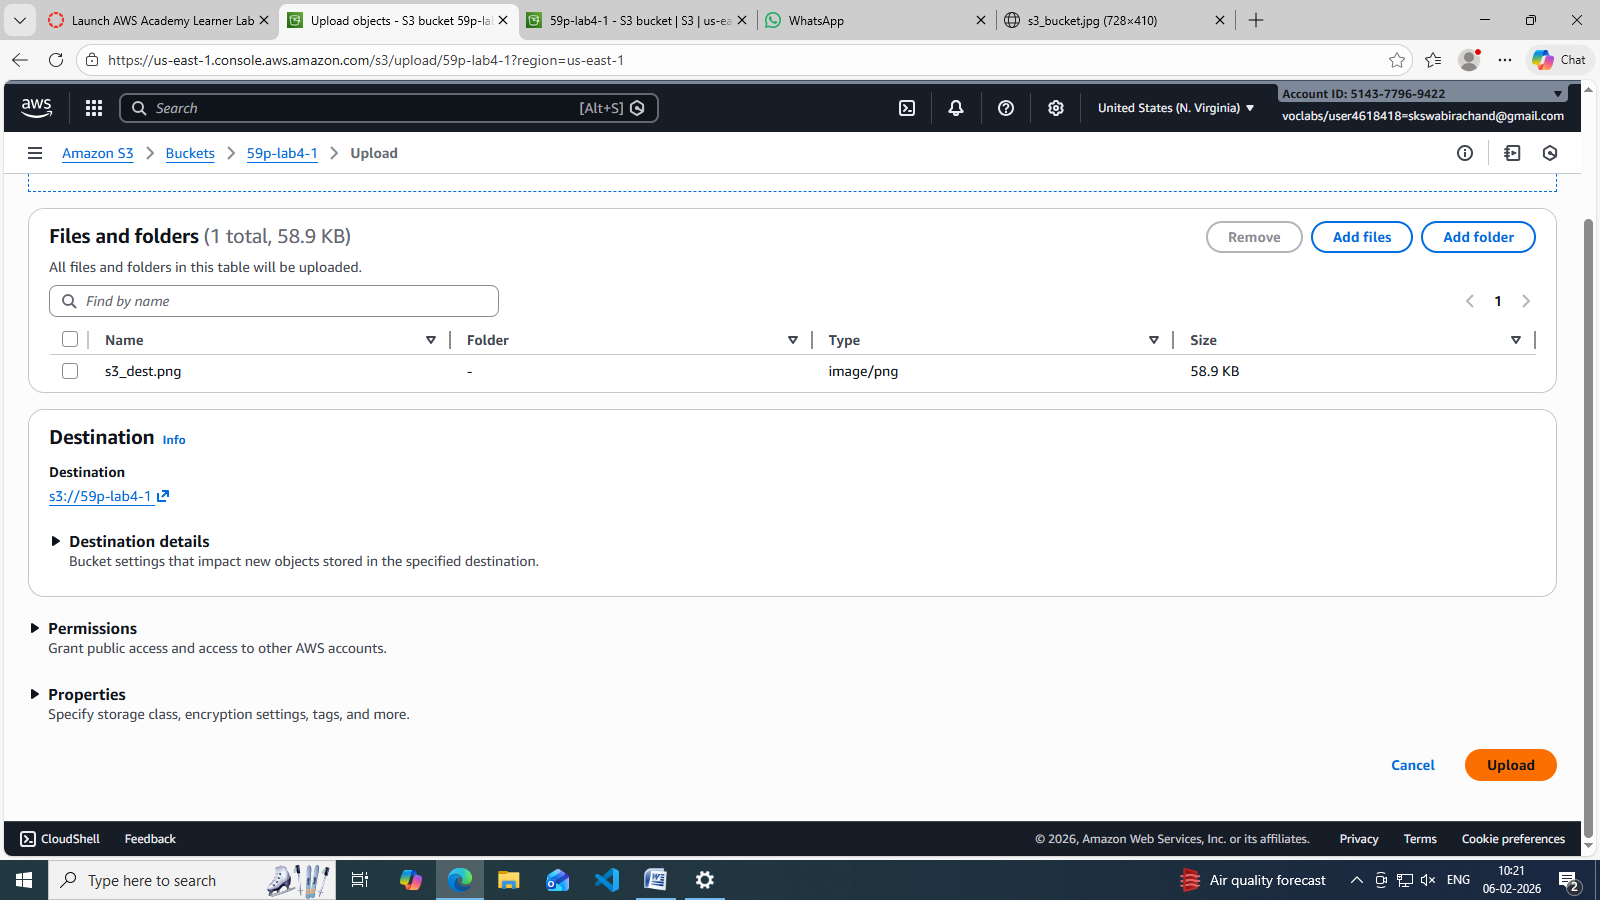 Launch AWS Academy Learner Lab
Upload objects - S3 bucket 59p-lab
59p-lab4-1 - S3 bucket | S3 | us-ea
WhatsApp
s3_bucket.jpg (728×410)
https://us-east-1.console.aws.amazon.com/s3/upload/59p-lab4-1?region=us-east-1
Chat
aws
Search
[Alt+S]
United States (N. Virginia)
Account ID: 5143-7796-9422
voclabs/user4618418=skswabirachand@gmail.com
Amazon S3
Buckets
59p-lab4-1
Upload
Files and folders (1 total, 58.9 KB)
Remove
Add files
Add folder
All files and folders in this table will be uploaded.
Find by name
1
Name
Folder
Type
Size
s3_dest.png
-
image/png
58.9 KB
Destination Info
Destination
s3://59p-lab4-1
Destination details
Bucket settings that impact new objects stored in the specified destination.
Permissions
Grant public access and access to other AWS accounts.
Properties
Specify storage class, encryption settings, tags, and more.
Cancel
Upload
CloudShell
Feedback
© 2026, Amazon Web Services, Inc. or its affiliates.
Privacy
Terms
Cookie preferences
Type here to search
Air quality forecast
ENG
10:21
06-02-2026
2